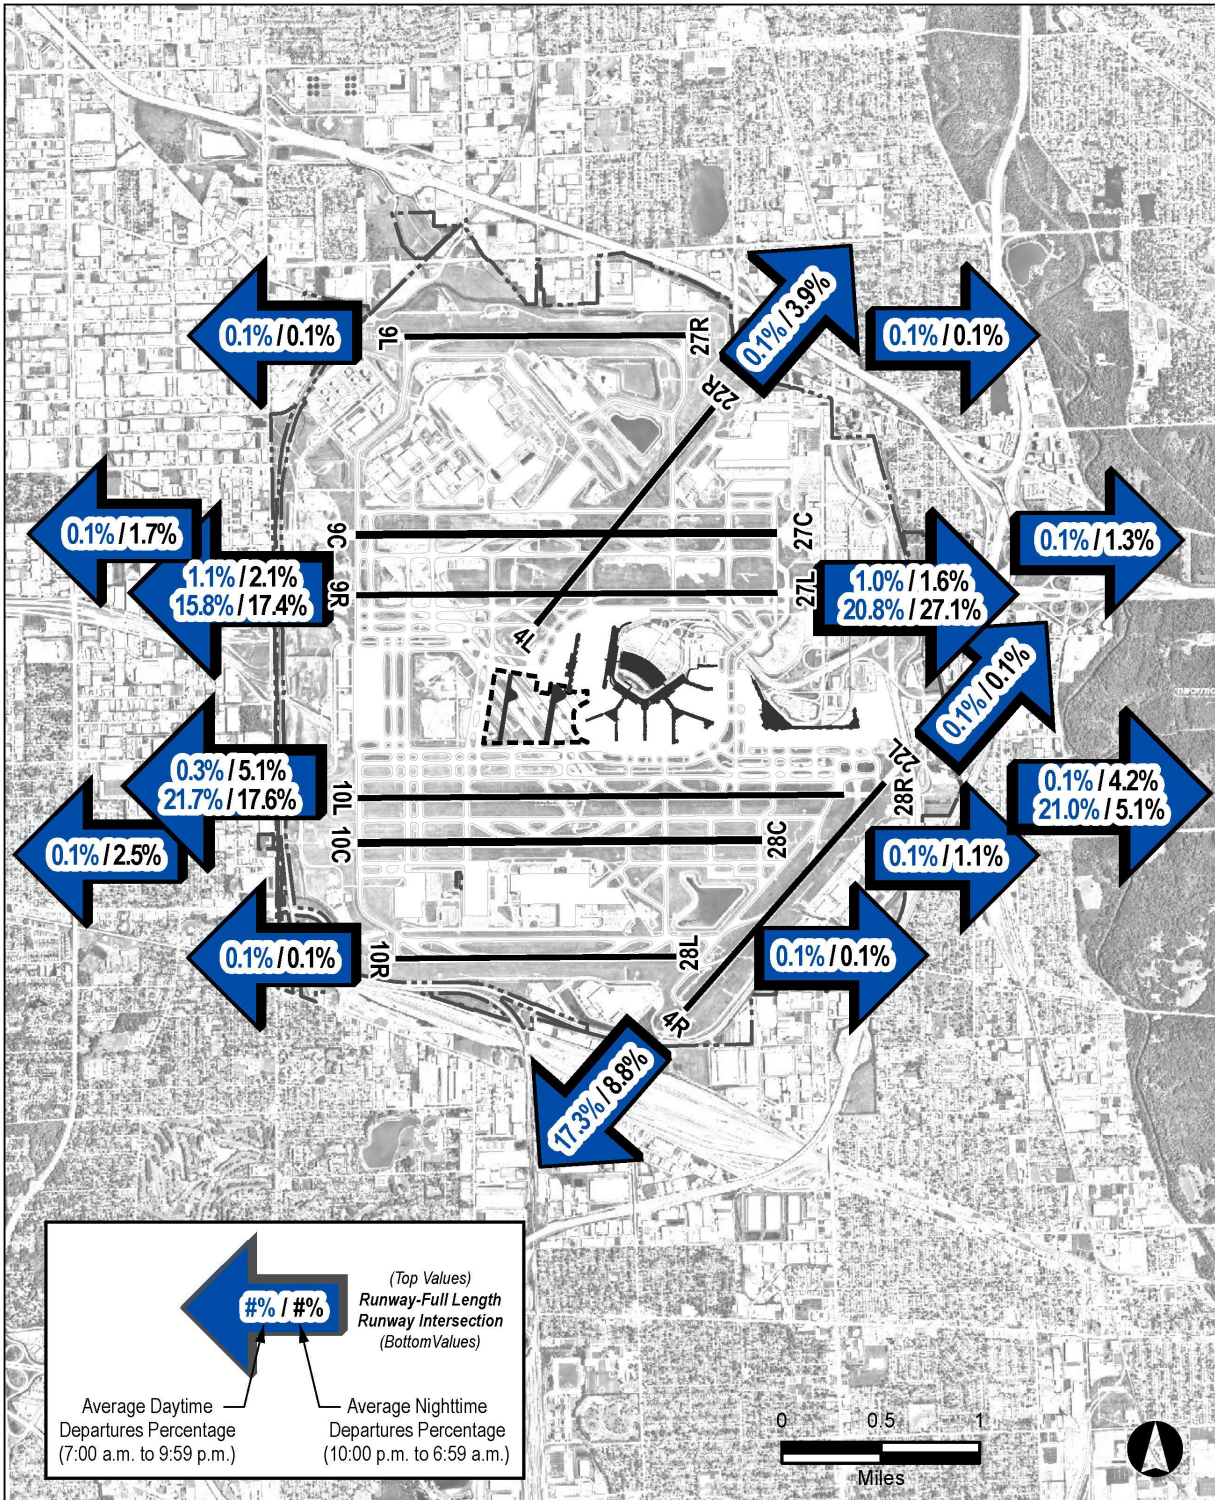 0.1% / 3.9%
0.1% / 0.1%
9L
27R
0.1% / 0.1%
22R
0.1% / 1.7%
9C
27C
0.1% / 1.3%
1.1% / 2.1%
15.8% / 17.4%
9R
27L
1.0% / 1.6%
20.8% / 27.1%
4L
0.1% / 0.1%
22L
0.3% / 5.1%
21.7% / 17.6%
10L
28R
0.1% / 4.2%
21.0% / 5.1%
0.1% / 2.5%
10C
28C
0.1% / 1.1%
0.1% / 0.1%
10R
28L
0.1% / 0.1%
4R
17.3% / 8.8%
#% / #%
(Top Values)
Runway-Full Length
Runway Intersection
(BottomValues)
Average Daytime
Departures Percentage
(7:00 a.m. to 9:59 p.m.)
Average Nighttime
Departures Percentage
(10:00 p.m. to 6:59 a.m.)
0 0.5 1
Miles